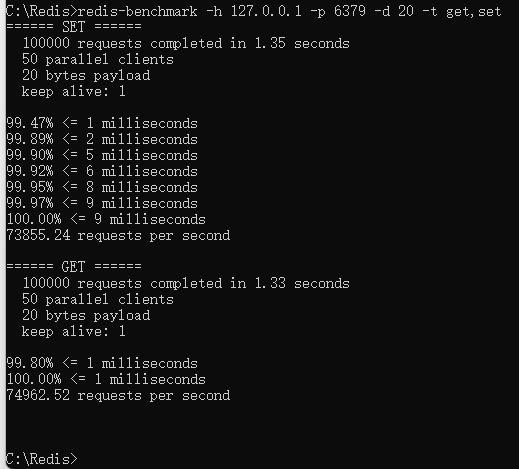 C:\Redis>redis-benchmark -h 127.0.0.1 -p 6379 -d 20 -t get,set
====== SET ======
  100000 requests completed in 1.35 seconds
  50 parallel clients
  20 bytes payload
  keep alive: 1

99.47% <= 1 milliseconds
99.89% <= 2 milliseconds
99.90% <= 5 milliseconds
99.92% <= 6 milliseconds
99.95% <= 8 milliseconds
99.97% <= 9 milliseconds
100.00% <= 9 milliseconds
73855.24 requests per second

====== GET ======
  100000 requests completed in 1.33 seconds
  50 parallel clients
  20 bytes payload
  keep alive: 1

99.80% <= 1 milliseconds
100.00% <= 1 milliseconds
74962.52 requests per second

C:\Redis>